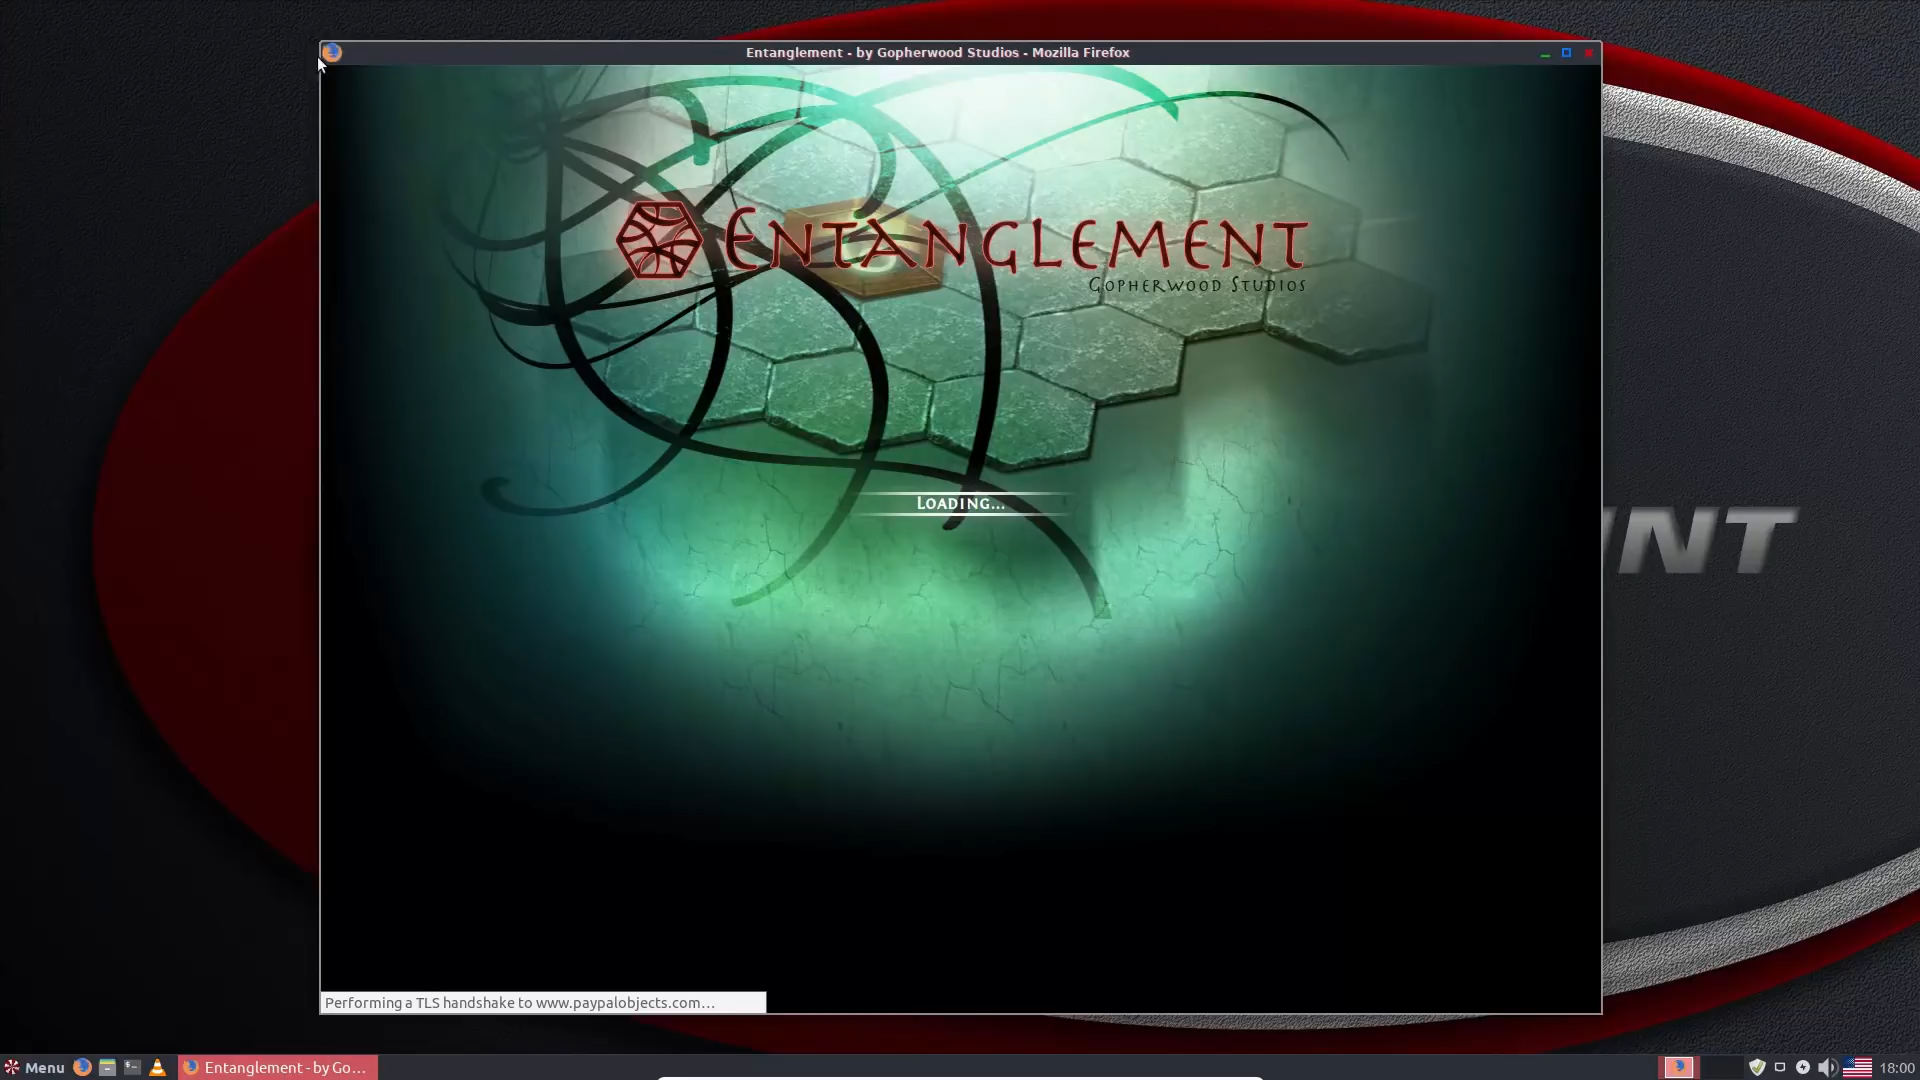 Entanglement - by Gopherwood Studios - Mozilla Firefox
ENTANGLEMENT
GOPHERWOOD STUDIOS
LOADING...
NT
Performing a TLS handshake to www.paypalobjects.com…
Menu
Entanglement - by Go…
18:00